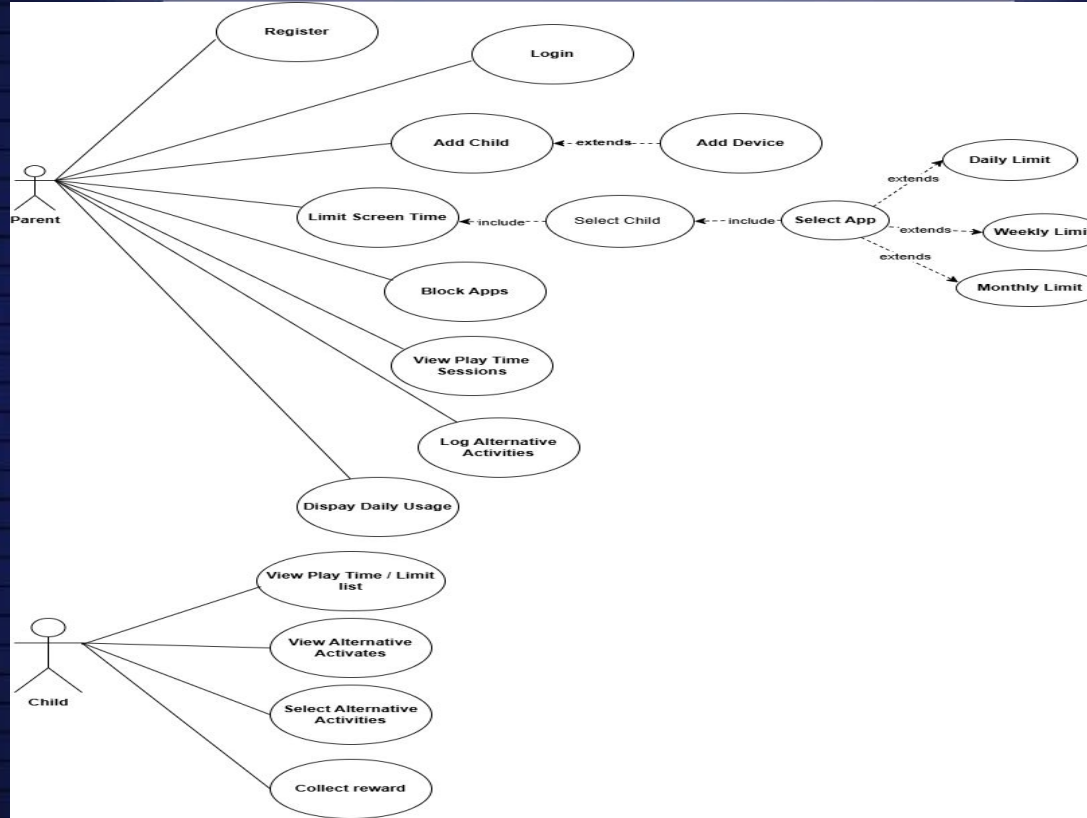 Register
Login
Add Child
extends
Add Device
Daily Limit
extends
Parent
Limit Screen Time
include
Select Child
include
Select App
extends
Weekly Limi
extends
Monthly Limit
Block Apps
View Play Time
Sessions
Log Alternative
Activities
Dispay Daily Usage
View Play Time / Limit
list
View Alternative
Activates
Child
Select Alternative
Activities
Collect reward